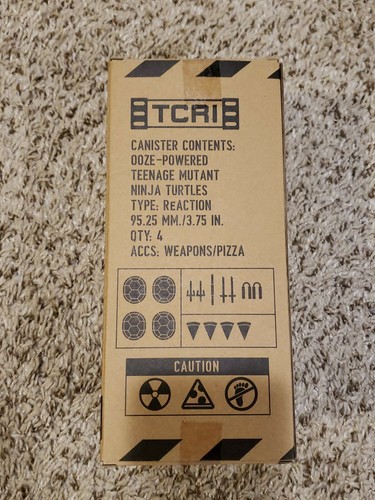 TCRI
CANISTER CONTENTS:
OOZE-POWERED
TEENAGE MUTANT
NINJA TURTLES
TYPE: ReACTION
95.25 MM./3.75 IN.
QTY: 4
ACCS: WEAPONS/PIZZA
CAUTION